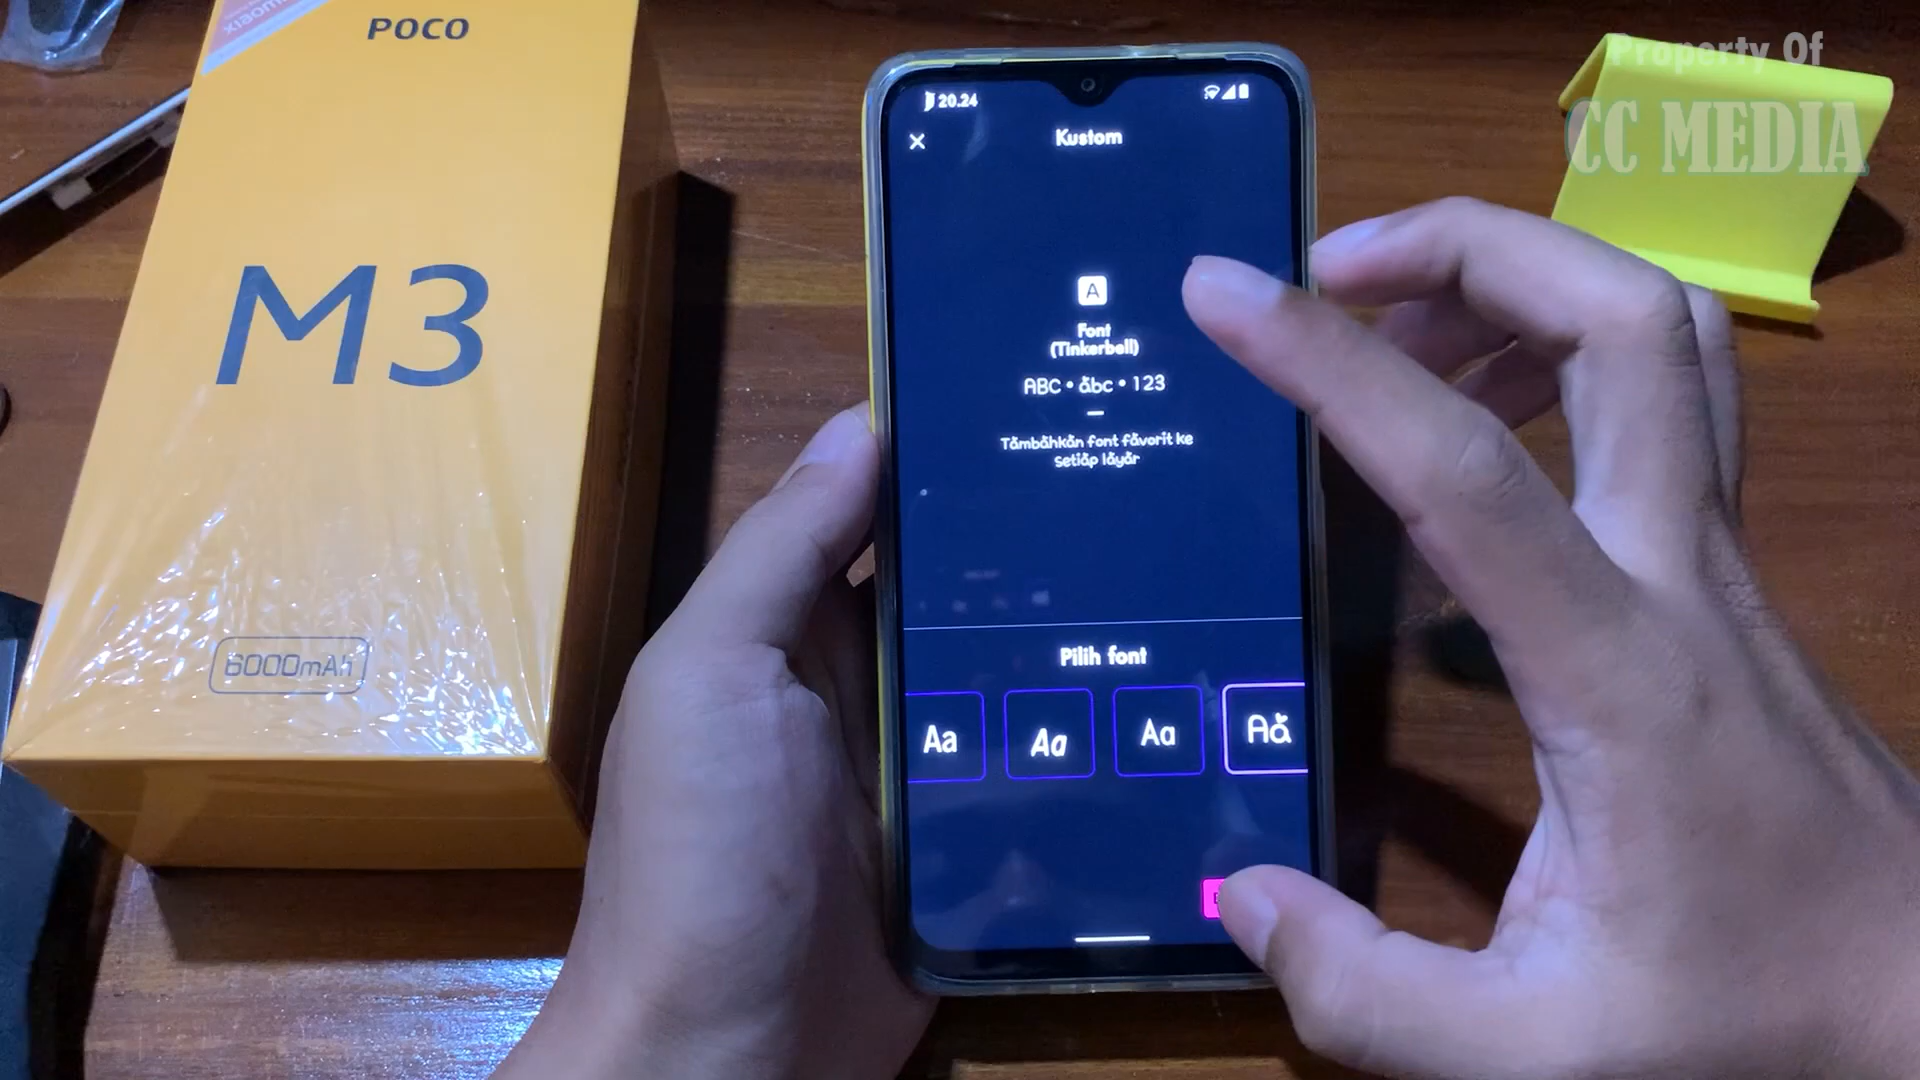 xiaomi
POCO
M3
6000mAh
20.24
Kustom
A
Font
(Tinkerbell)
ABC • ăbc • 123
Tămbăhkăn font făvorit ke
setiăp lăyăr
Pilih font
Aa
Aa
Aa
Aă
Property Of
CC MEDIA